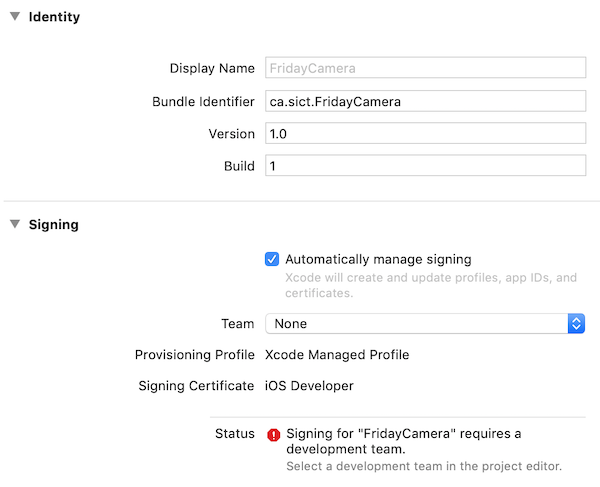 Identity
Display Name FridayCamera
Bundle Identifier ca.sict.FridayCamera
Version 1.0
Build 1
Signing
Automatically manage signing
Xcode will create and update profiles, app IDs, and
certificates.
Team None
Provisioning Profile Xcode Managed Profile
Signing Certificate iOS Developer
Status Signing for "FridayCamera" requires a
development team.
Select a development team in the project editor.